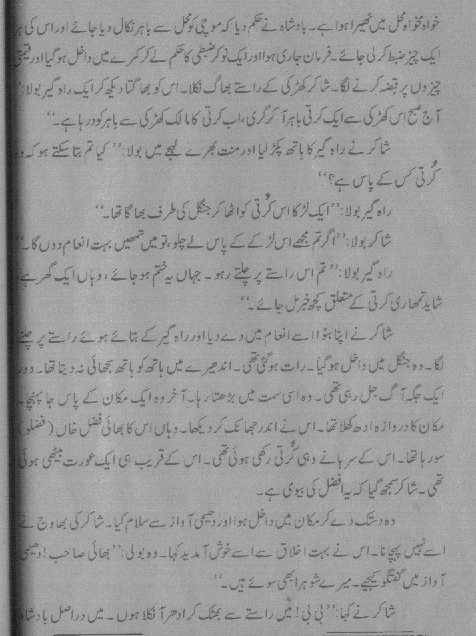 خواہ مخواہ محل میں ٹھیرا ہوا ہے۔ بادشاہ نے حکم دیا کہ موچی کو محل سے باہر نکال دیا جائے اور اس کی ہر
ایک چیز ضبط کر لی جائے۔ فرمان جاری ہوا اور ایک نوکر ضبطی کا حکم لے کر کمرے میں داخل ہو گیا اور قیمتی
چیزوں پر قبضہ کرنے لگا۔ شاکر کھڑکی کے راستے بھاگ نکلا۔ اس کو بھاگتا دیکھ کر ایک راہ گیر بولا: ’’
آج صبح اس کھڑکی سے ایک کرتی باہر آ کر گری، اب کرتی کا مالک کھڑکی سے باہر کود رہا ہے۔‘‘
شاکر نے راہ گیر کا ہاتھ پکڑ لیا اور منت بھرے لہجے میں بولا: ’’کیا تم بتا سکتے ہو کہ وہ
کُرتی کس کے پاس ہے؟‘‘
راہ گیر بولا: ’’ایک لڑکا اس کُرتی کو اٹھا کر جنگل کی طرف بھاگا تھا۔‘‘
شاکر بولا: ’’اگر تم مجھے اس لڑکے کے پاس لے چلو، تو میں تمھیں بہت انعام دوں گا۔‘‘
راہ گیر بولا: ’’تم اس راستے پر چلتے رہو۔ جہاں یہ ختم ہو جائے، وہاں ایک گھر ہے،
شاید تمھاری کرتی کے متعلق کچھ خبر مل جائے۔‘‘
شاکر نے اپنا بٹوا اسے انعام میں دے دیا اور راہ گیر کے بتائے ہوئے راستے پر چلنے
لگا۔ وہ جنگل میں داخل ہو گیا۔ رات ہو گئی تھی۔ اندھیرے میں ہاتھ کو ہاتھ سجھائی نہ دیتا تھا۔ دور
ایک جگہ آگ جل رہی تھی۔ وہ اسی سمت میں بڑھتا رہا۔ آخر وہ ایک مکان کے پاس جا پہنچا۔
مکان کا دروازہ ادھ کھلا تھا۔ اس نے اندر جھانک کر دیکھا۔ وہاں اس کا بھائی فضل خاں (فضلو)
سو رہا تھا۔ اس کے سرہانے وہی کُرتی رکھی ہوئی تھی۔ اس کے قریب ہی ایک عورت بیٹھی ہوئی
تھی۔ شاکر سمجھ گیا کہ یہ افضل کی بیوی ہے۔
وہ دستک دے کر مکان میں داخل ہوا اور دھیمی آواز سے سلام کیا۔ شاکر کی بھاوج نے
اسے نہیں پہچانا۔ اس نے بہت اخلاق سے اسے خوش آمدید کہا۔ وہ بولی: ’’بھائی صاحب! دھیمی
آواز میں گفتگو کیجیے۔ میرے شوہر ابھی سوئے ہیں۔‘‘
شاکر نے کہا: ’’بی بی! میں راستے سے بھٹک کر ادھر آ نکلا ہوں۔ میں دراصل بادشاہ